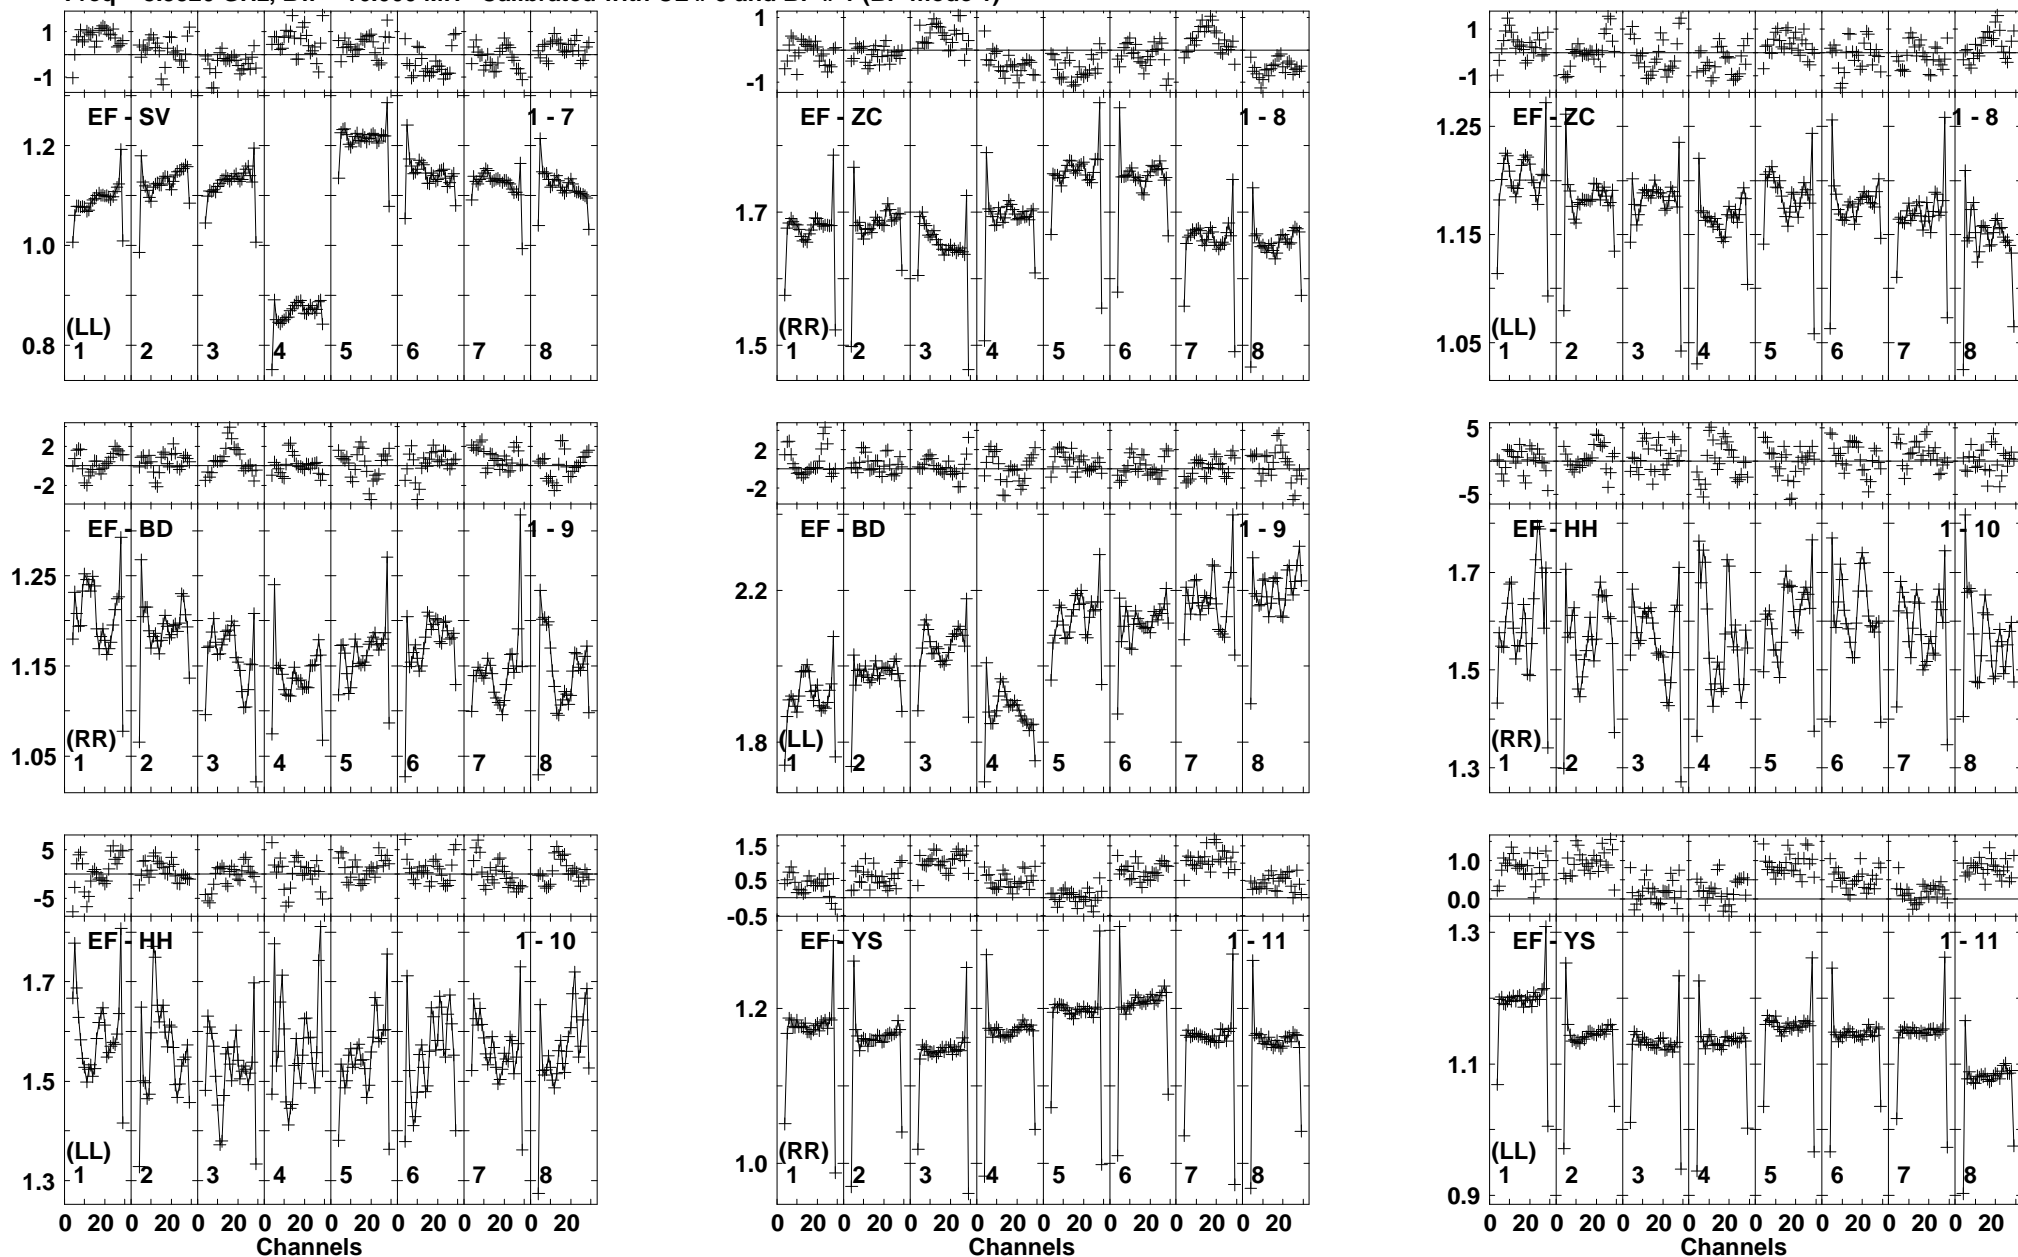 1 -1 1 -1 1 -1
EF - SV 1 - 7 EF - ZC 1 - 8 EF - ZC 1 - 8
1.2 1.0 0.8 1.7 1.5 1.25 1.15 1.05
(LL) (RR) (LL)
1 2 3 4 5 6 7 8 1 2 3 4 5 6 7 8 1 2 3 4 5 6 7 8
2 -2 2 -2 5 -5
EF - BD 1 - 9 EF - BD 1 - 9 EF - HH 1 - 10
1.25 1.15 1.05 2.2 1.8 1.7 1.5 1.3
(RR) (LL) (RR)
1 2 3 4 5 6 7 8 1 2 3 4 5 6 7 8 1 2 3 4 5 6 7 8
5 -5 1.5 0.5 -0.5 1.0 0.0
EF - HH 1 - 10 EF - YS 1 - 11 EF - YS 1 - 11
1.7 1.5 1.3 1.2 1.0 1.3 1.1 0.9
(LL) (RR) (LL)
1 2 3 4 5 6 7 8 1 2 3 4 5 6 7 8 1 2 3 4 5 6 7 8
0 20 0 20 0 20 0 20 0 20 0 20 0 20 0 20 0 20 0 20 0 20 0 20 0 20 0 20 0 20 0 20 0 20 0 20 0 20 0 20 0 20 0 20 0 20 0 20
Channels Channels Channels